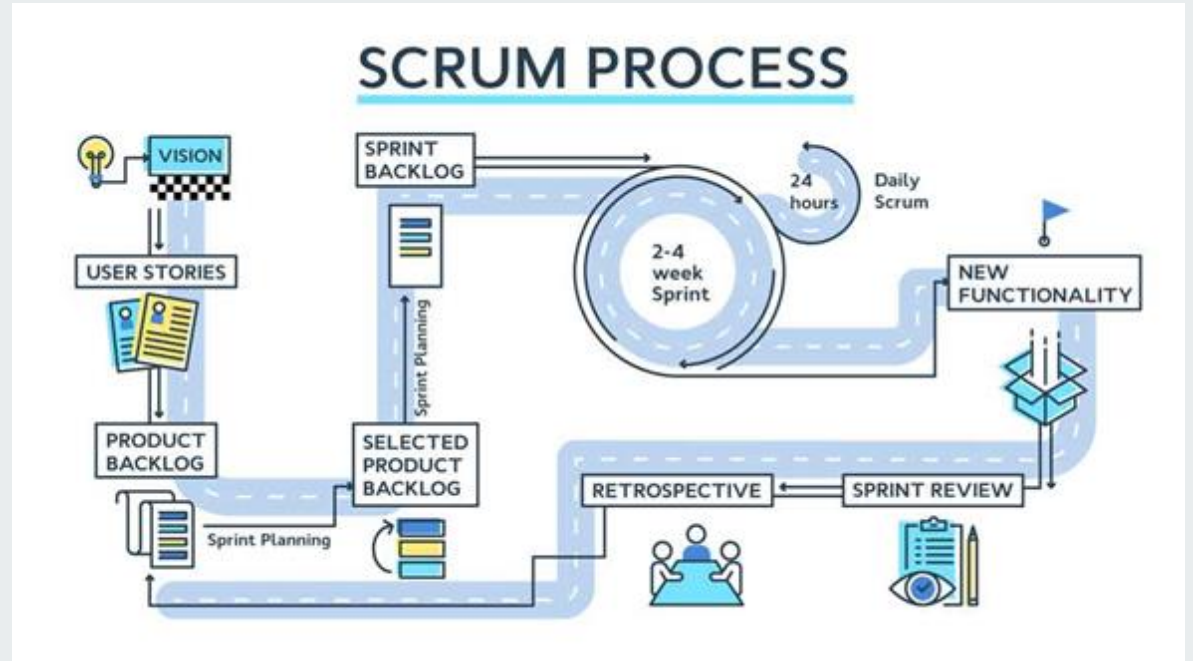 SCRUM PROCESS
VISION
USER STORIES
PRODUCT
BACKLOG
Sprint Planning
SELECTED
PRODUCT
BACKLOG
Sprint Planning
SPRINT
BACKLOG
2-4
week
Sprint
24
hours
Daily
Scrum
NEW
FUNCTIONALITY
SPRINT REVIEW
RETROSPECTIVE